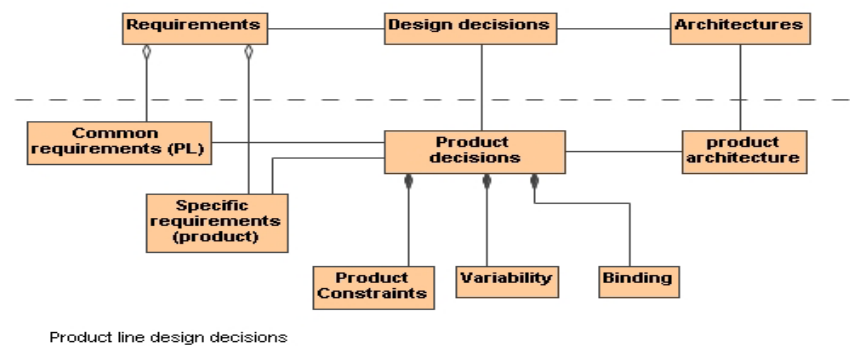 Requirements
Design decisions
Architectures
Common
requirements (PL)
Product
decisions
product
architecture
Specific
requirements
(product)
Product
Constraints
Variability
Binding
Product line design decisions